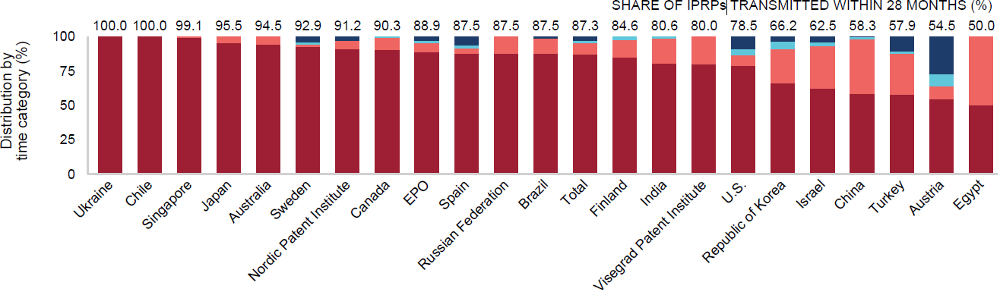 SHARE OF IPRPs TRANSMITTED WITHIN 28 MONTHS (%)
100.0 100.0 99.1 95.5 94.5 92.9 91.2 90.3 88.9 87.5 87.5 87.5 87.3 84.6 80.6 80.0 78.5 66.2 62.5 58.3 57.9 54.5 50.0
Distribution by
time category (%)
100
75
50
25
0
Ukraine
Chile
Singapore
Japan
Australia
Sweden
Nordic Patent Institute
Canada
EPO
Spain
Russian Federation
Brazil
Total
Finland
India
Visegrad Patent Institute
U.S.
Republic of Korea
Israel
China
Turkey
Austria
Egypt